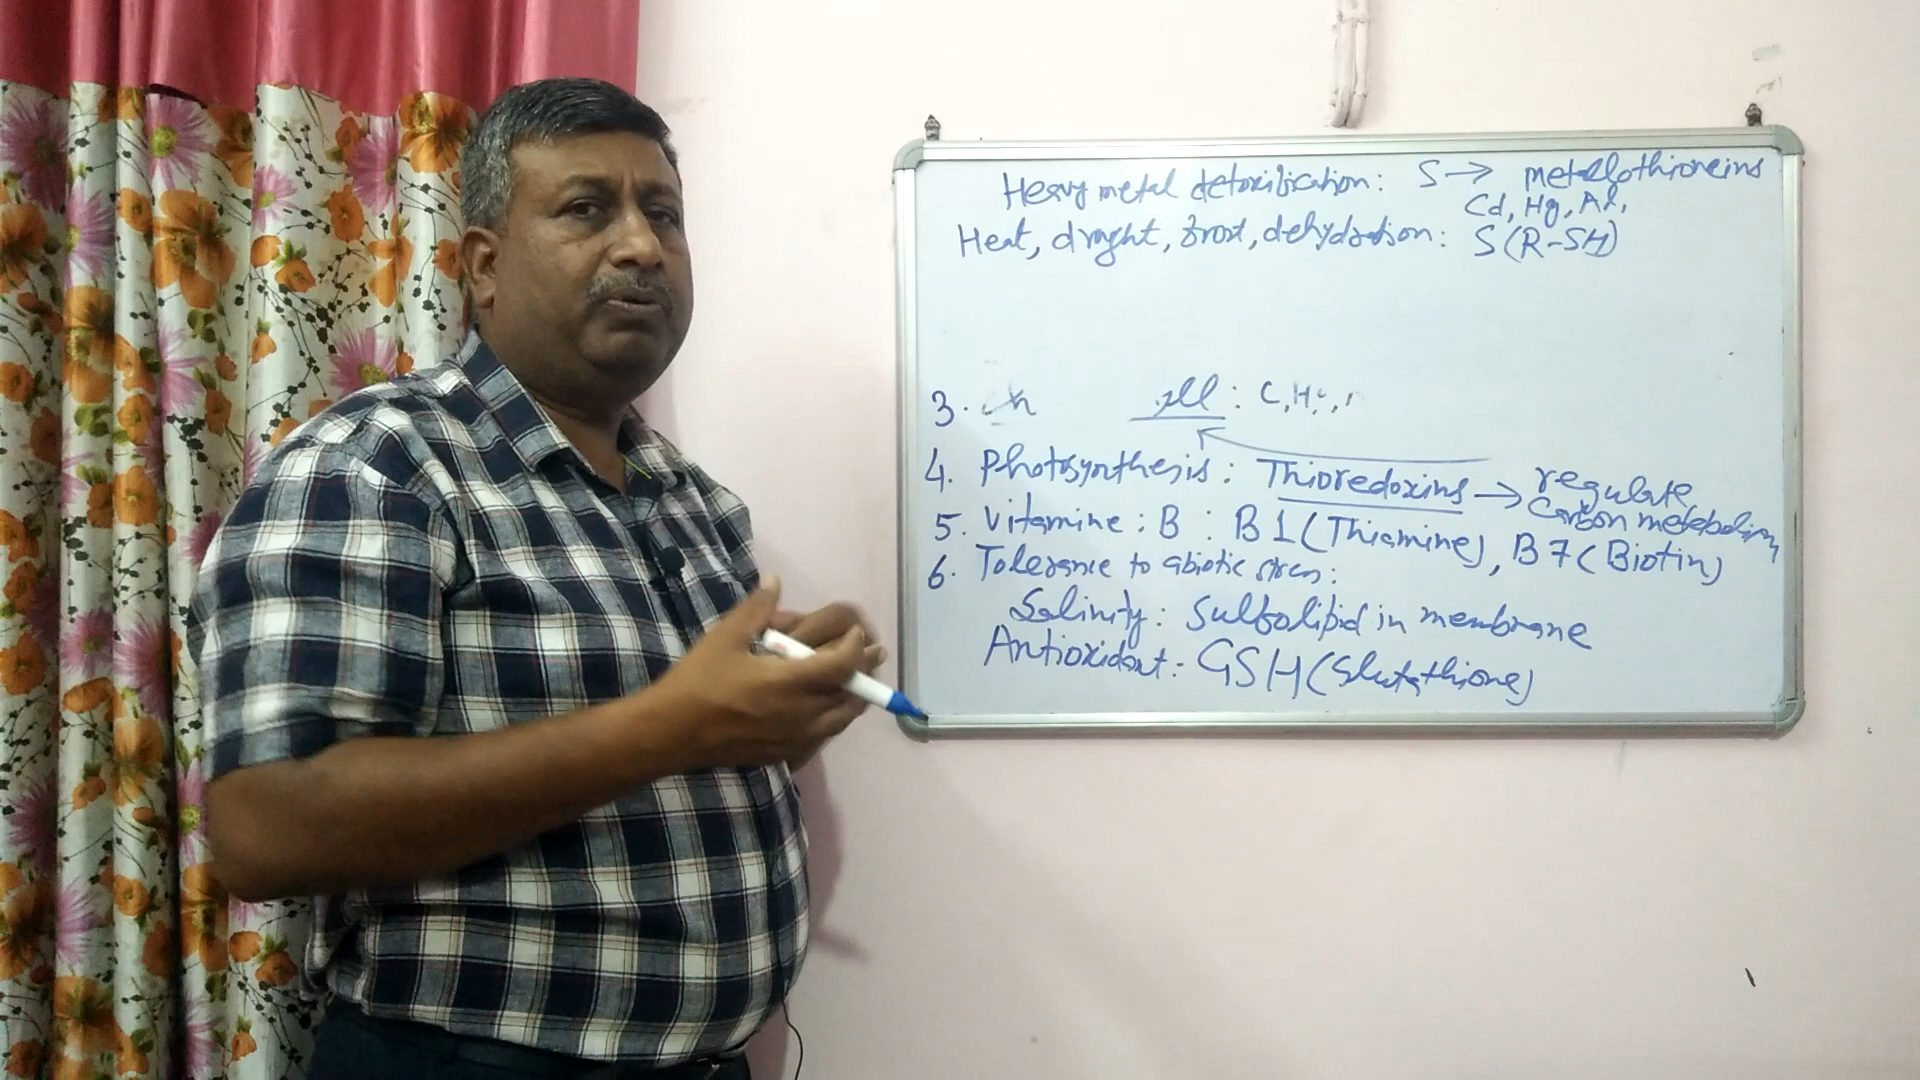 Heavy metal detoxification: S → metallothioneins
Cd, Hg, Al,
Heat, droght, frost, dehydration: S(R-SH)
3.
: C, H,
4. Photosynthesis: Thioredoxins → regulate Carbon metabolism
5. Vitamine: B: B1(Thiamine), B7(Biotin)
6. Tolerance to abiotic stress:
Salinity: Sulfolipid in membrane
Antioxidant: GSH(Glutathione)